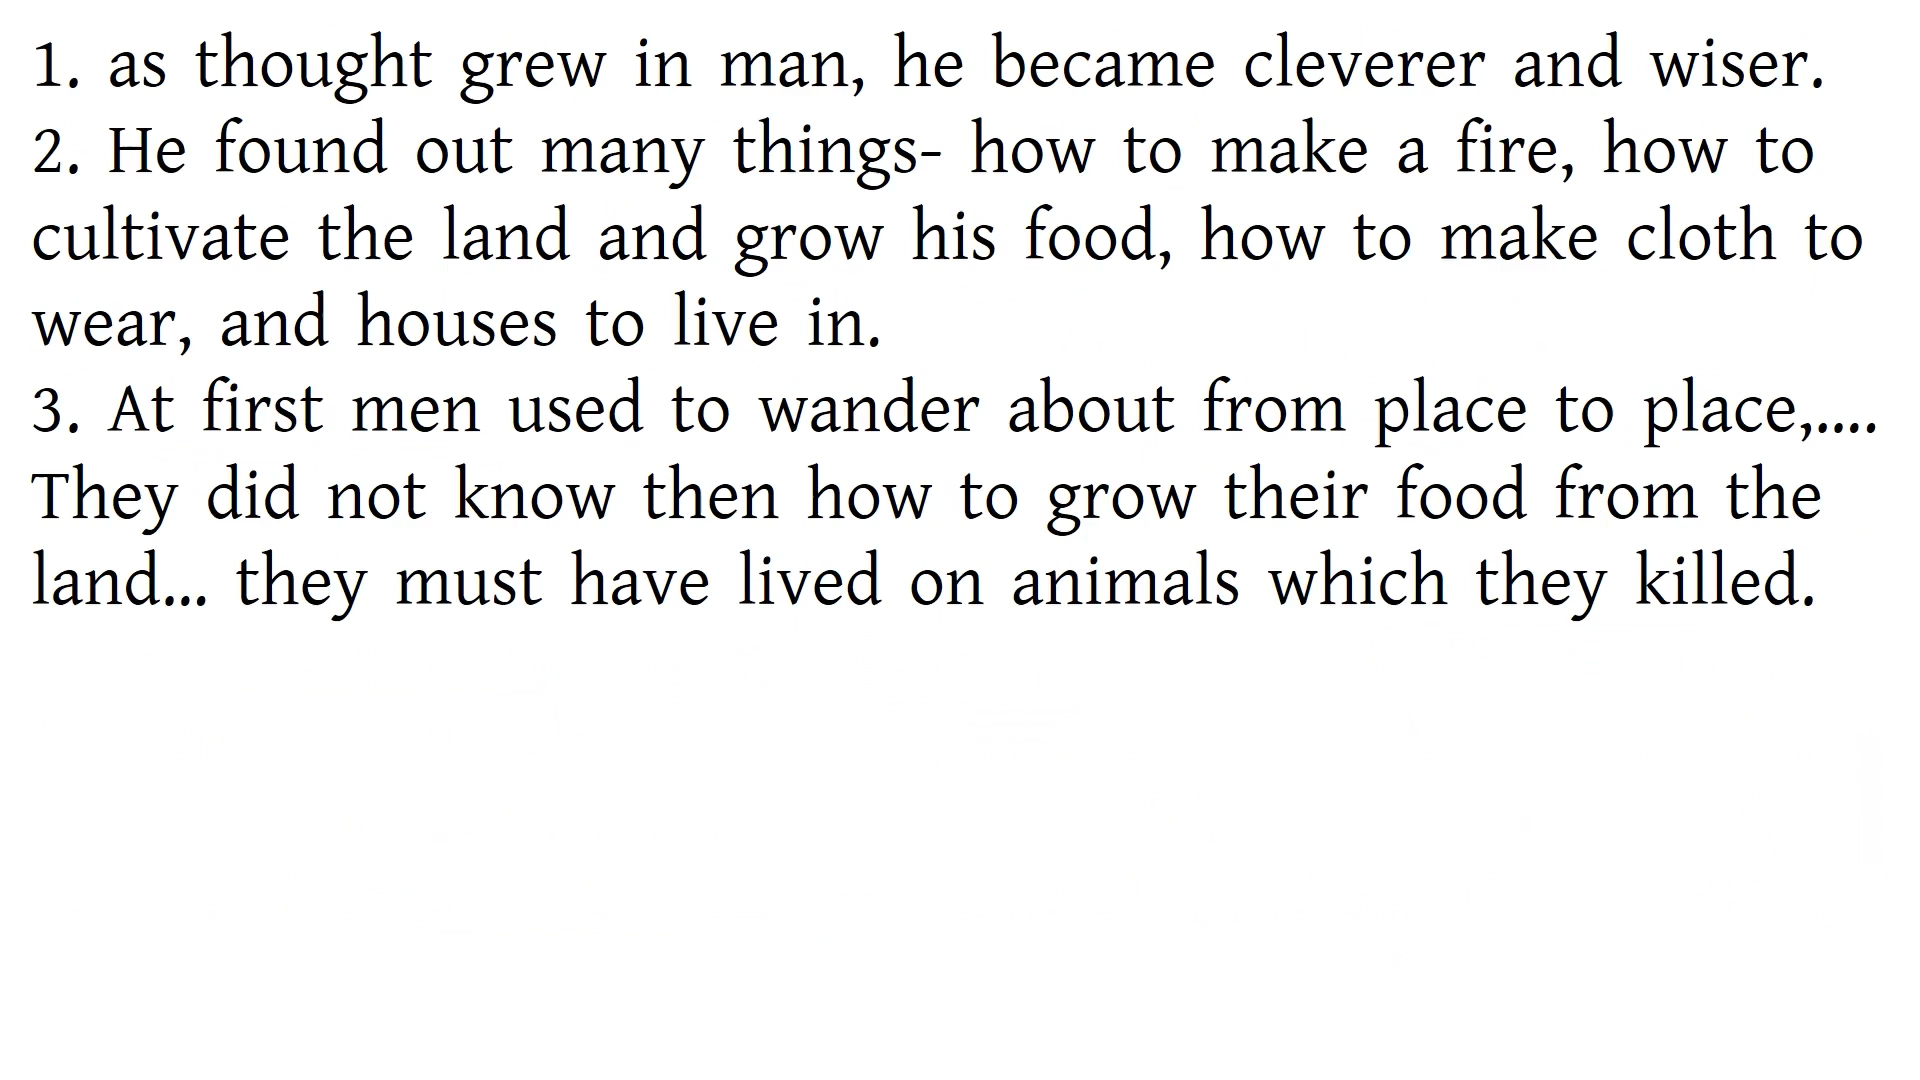 1. as thought grew in man, he became cleverer and wiser.
2. He found out many things- how to make a fire, how to
cultivate the land and grow his food, how to make cloth to
wear, and houses to live in.
3. At first men used to wander about from place to place,....
They did not know then how to grow their food from the
land... they must have lived on animals which they killed.